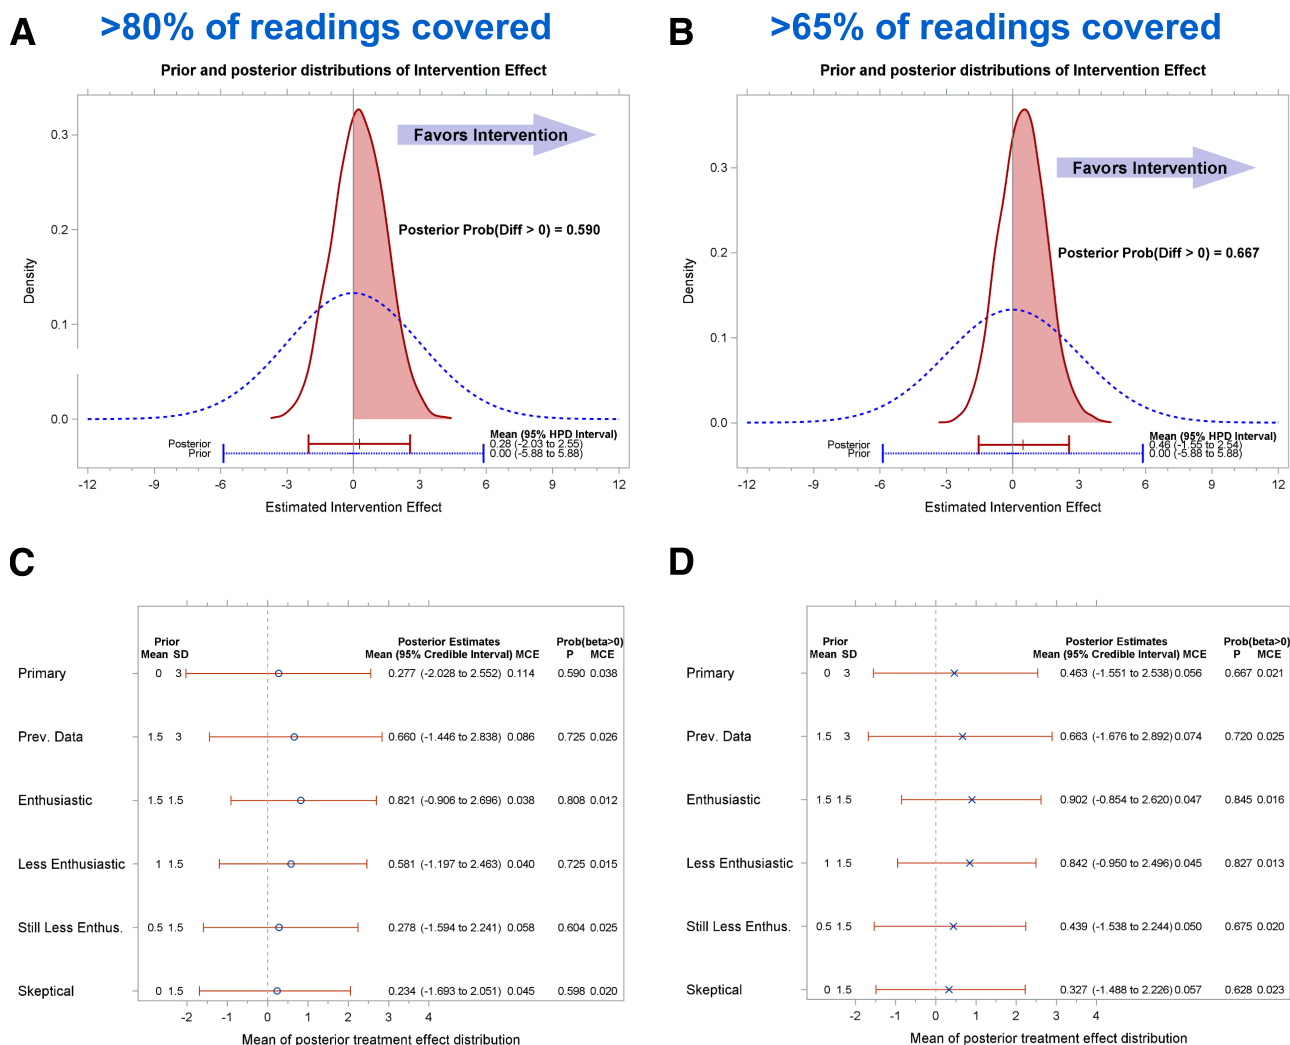 A
>80% of readings covered
Prior and posterior distributions of Intervention Effect
Favors Intervention
Posterior Prob(Diff > 0) = 0.590
Density
0.3
0.2
0.1
0.0
Mean (95% HPD Interval)
Posterior 0.28 (-2.03 to 2.55)
Prior 0.00 (-5.88 to 5.88)
-12 -9 -6 -3 0 3 6 9 12
Estimated Intervention Effect
B
>65% of readings covered
Prior and posterior distributions of Intervention Effect
Favors Intervention
Posterior Prob(Diff > 0) = 0.667
Density
0.3
0.2
0.1
0.0
Mean (95% HPD Interval)
Posterior 0.46 (-1.55 to 2.54)
Prior 0.00 (-5.88 to 5.88)
-12 -9 -6 -3 0 3 6 9 12
Estimated Intervention Effect
C
-2 -1 0 1 2 3 4
Prior Posterior Estimates Prob(beta>0)
Mean SD Mean (95% Credible Interval) MCE P MCE
Primary 0 3 0.277 (-2.028 to 2.552) 0.114 0.590 0.038
Prev. Data 1.5 3 0.660 (-1.446 to 2.838) 0.086 0.725 0.026
Enthusiastic 1.5 1.5 0.821 (-0.906 to 2.696) 0.038 0.808 0.012
Less Enthusiastic 1 1.5 0.581 (-1.197 to 2.463) 0.040 0.725 0.015
Still Less Enthus. 0.5 1.5 0.278 (-1.594 to 2.241) 0.058 0.604 0.025
Skeptical 0 1.5 0.234 (-1.693 to 2.051) 0.045 0.598 0.020
-2 -1 0 1 2 3 4
Mean of posterior treatment effect distribution
D
-2 -1 0 1 2 3 4
Prior Posterior Estimates Prob(beta>0)
Mean SD Mean (95% Credible Interval) MCE P MCE
Primary 0 3 0.463 (-1.551 to 2.538) 0.056 0.667 0.021
Prev. Data 1.5 3 0.663 (-1.676 to 2.892) 0.074 0.720 0.025
Enthusiastic 1.5 1.5 0.902 (-0.854 to 2.620) 0.047 0.845 0.016
Less Enthusiastic 1 1.5 0.842 (-0.950 to 2.496) 0.045 0.827 0.013
Still Less Enthus. 0.5 1.5 0.439 (-1.538 to 2.244) 0.050 0.675 0.020
Skeptical 0 1.5 0.327 (-1.488 to 2.226) 0.057 0.628 0.023
-2 -1 0 1 2 3 4
Mean of posterior treatment effect distribution